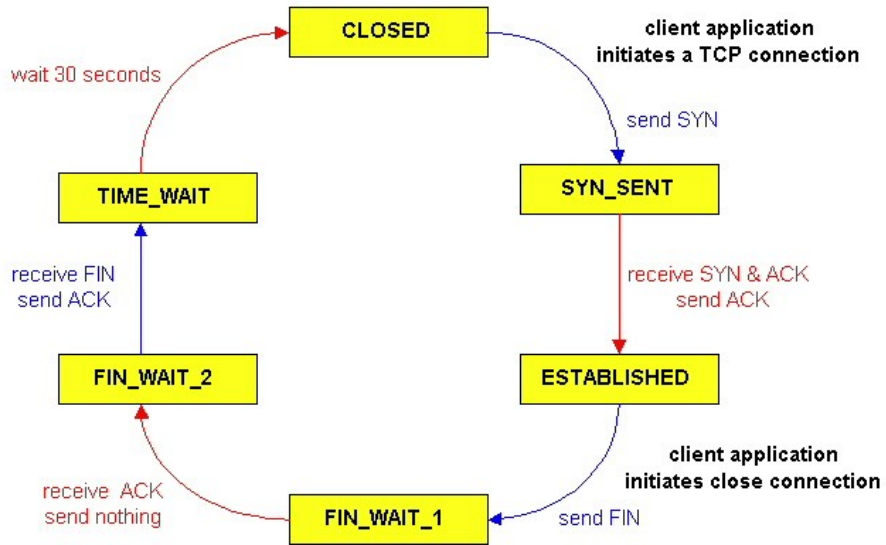 CLOSED
client application
initiates a TCP connection
wait 30 seconds
send SYN
TIME_WAIT
SYN_SENT
receive FIN
send ACK
receive SYN & ACK
send ACK
FIN_WAIT_2
ESTABLISHED
client application
initiates close connection
receive ACK
send nothing
FIN_WAIT_1
send FIN